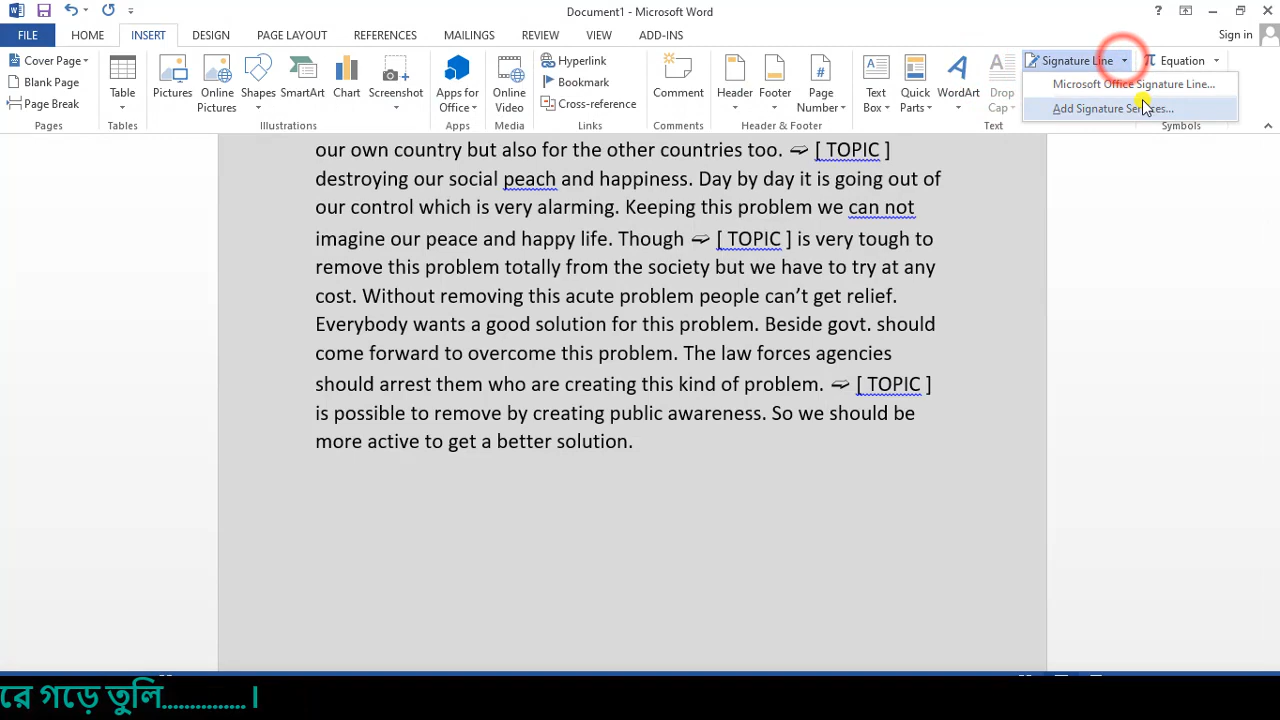 Document1 - Microsoft Word
FILE HOME INSERT DESIGN PAGE LAYOUT REFERENCES MAILINGS REVIEW VIEW ADD-INS Sign in
Cover Page
Blank Page
Page Break
Pages
Table
Tables
Pictures
Online Pictures
Shapes
SmartArt
Chart
Screenshot
Illustrations
Apps for Office
Apps
Online Video
Media
Hyperlink
Bookmark
Cross-reference
Links
Comment
Comments
Header
Footer
Page Number
Header & Footer
Text Box
Quick Parts
WordArt
Drop Cap
Text
Signature Line
Equation
Microsoft Office Signature Line...
Add Signature Services...
Symbols
our own country but also for the other countries too. ➫ [ TOPIC ]
destroying our social peach and happiness. Day by day it is going out of
our control which is very alarming. Keeping this problem we can not
imagine our peace and happy life. Though ➫ [ TOPIC ] is very tough to
remove this problem totally from the society but we have to try at any
cost. Without removing this acute problem people can’t get relief.
Everybody wants a good solution for this problem. Beside govt. should
come forward to overcome this problem. The law forces agencies
should arrest them who are creating this kind of problem. ➫ [ TOPIC ]
is possible to remove by creating public awareness. So we should be
more active to get a better solution.
রে গড়ে তুলি...............।